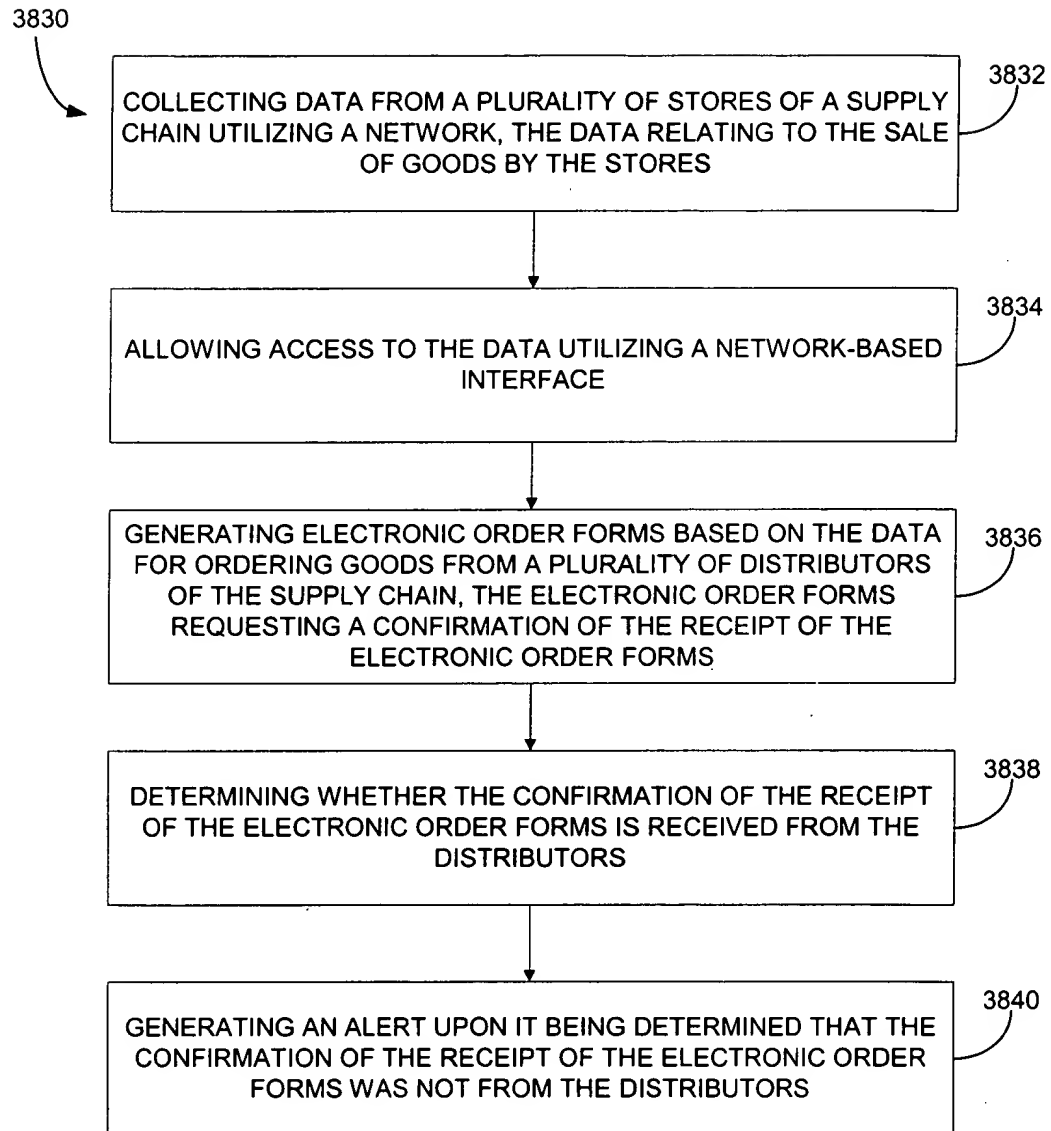 3830
3832
COLLECTING DATA FROM A PLURALITY OF STORES OF A SUPPLY
CHAIN UTILIZING A NETWORK, THE DATA RELATING TO THE SALE
OF GOODS BY THE STORES
3834
ALLOWING ACCESS TO THE DATA UTILIZING A NETWORK-BASED
INTERFACE
3836
GENERATING ELECTRONIC ORDER FORMS BASED ON THE DATA
FOR ORDERING GOODS FROM A PLURALITY OF DISTRIBUTORS
OF THE SUPPLY CHAIN, THE ELECTRONIC ORDER FORMS
REQUESTING A CONFIRMATION OF THE RECEIPT OF THE
ELECTRONIC ORDER FORMS
3838
DETERMINING WHETHER THE CONFIRMATION OF THE RECEIPT
OF THE ELECTRONIC ORDER FORMS IS RECEIVED FROM THE
DISTRIBUTORS
3840
GENERATING AN ALERT UPON IT BEING DETERMINED THAT THE
CONFIRMATION OF THE RECEIPT OF THE ELECTRONIC ORDER
FORMS WAS NOT FROM THE DISTRIBUTORS